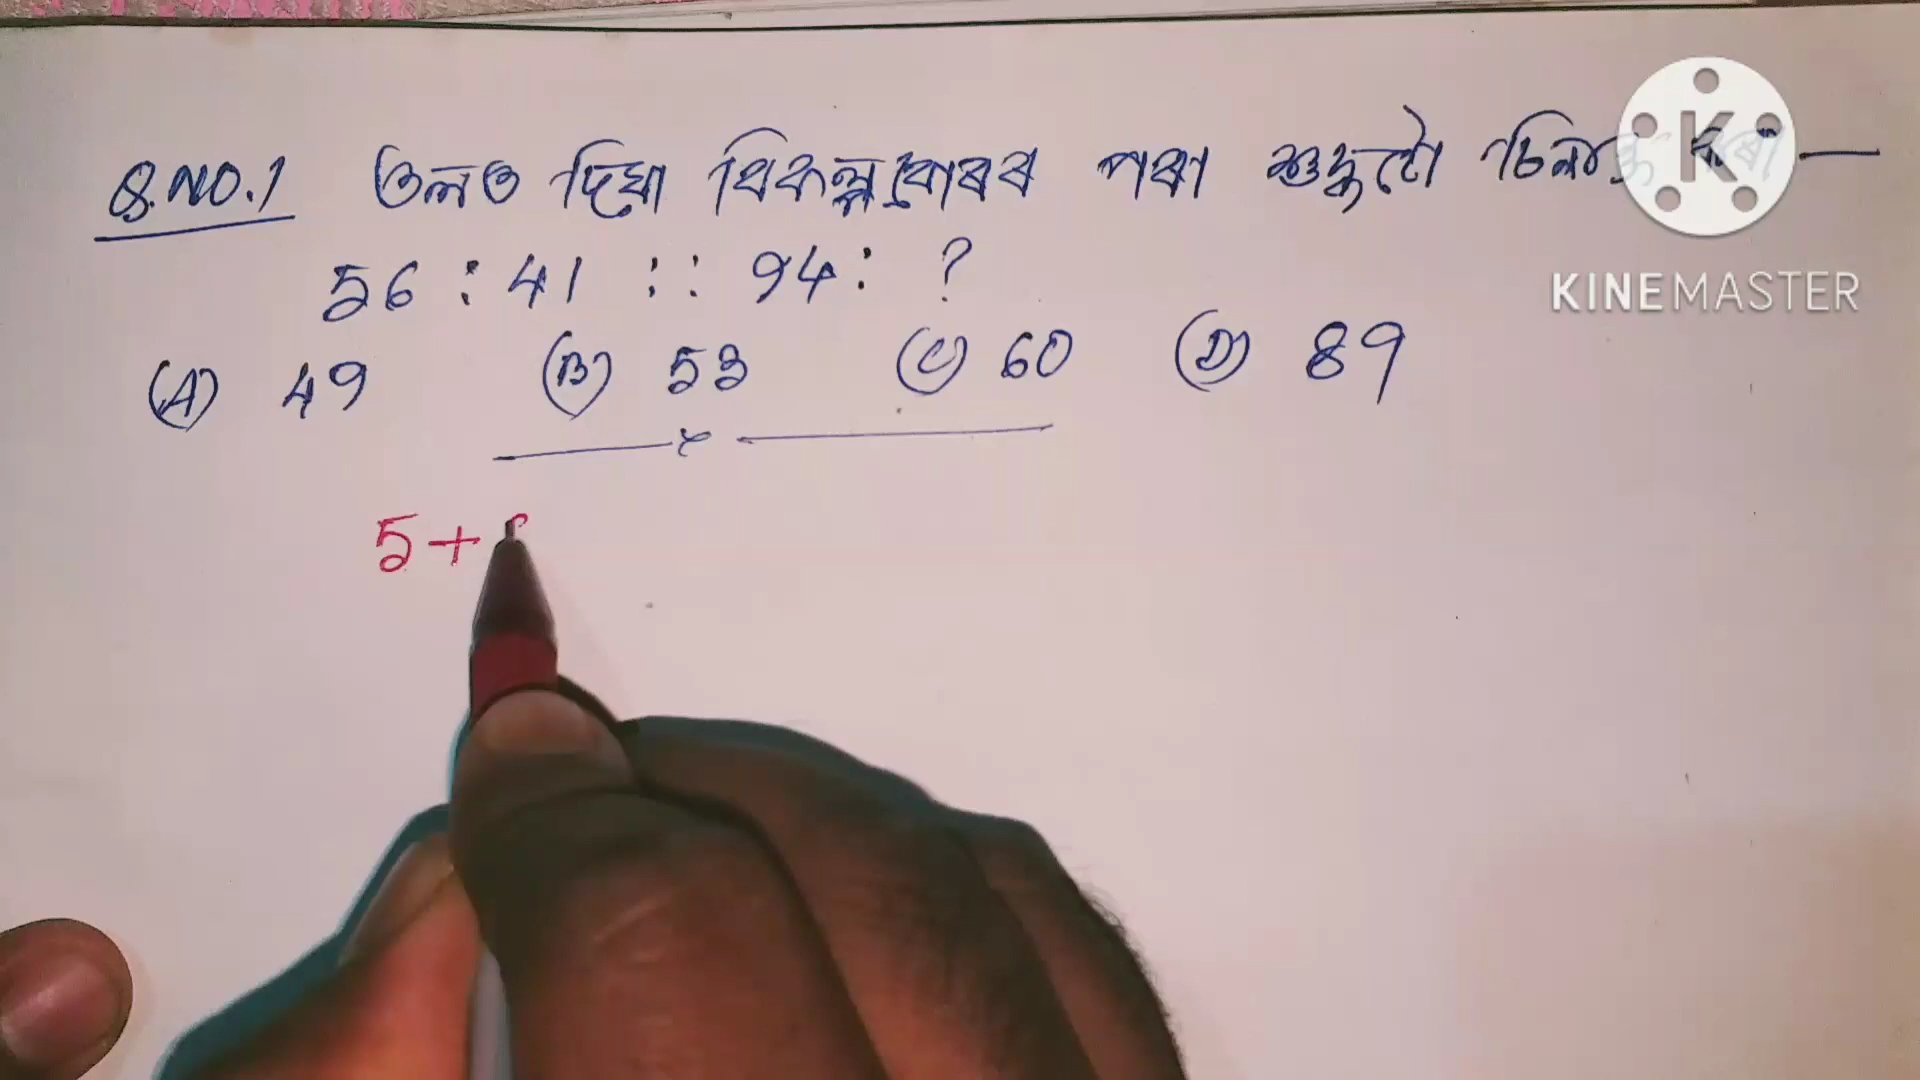 Q.NO.1 তলত দিয়া বিকল্পবোৰৰ পৰা শুদ্ধটো চিনাক্ত কৰা —
56 : 41 :: 94 : ?
(A) 49 (B) 53 (C) 60 (D) 89
5+
KINEMASTER